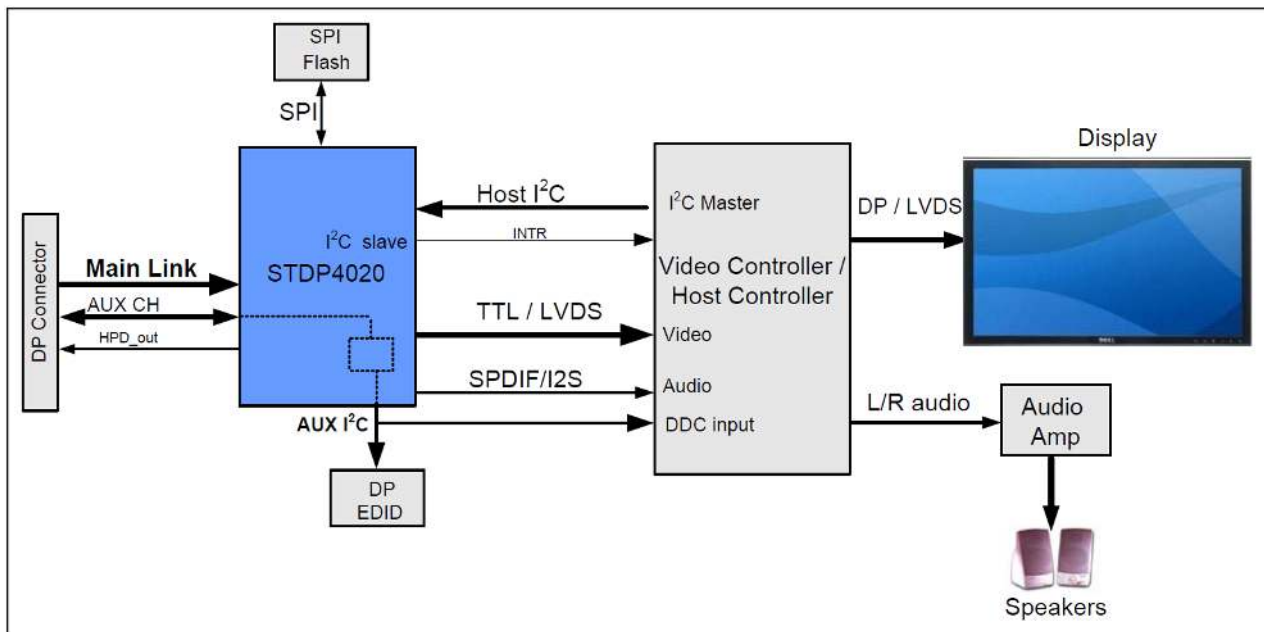 SPI
Flash
SPI
Display
Host I²C
I²C Master
DP / LVDS
I²C slave
INTR
STDP4020
Video Controller /
Host Controller
DP Connector
Main Link
AUX CH
HPD_out
TTL / LVDS
Video
SPDIF/I2S
Audio
AUX I²C
DDC input
L/R audio
Audio
Amp
DP
EDID
DELL
Speakers